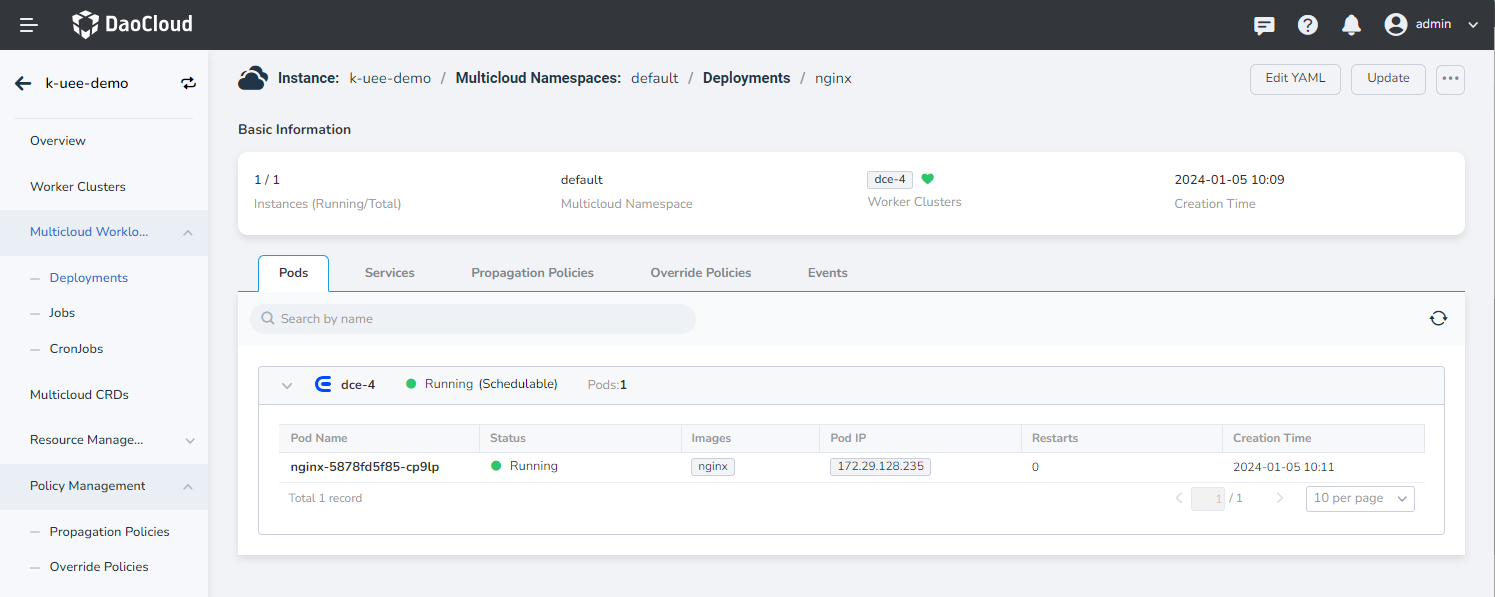 DaoCloud
admin
k-uee-demo
Instance: k-uee-demo / Multicloud Namespaces: default / Deployments / nginx
Edit YAML
Update
Overview
Worker Clusters
Multicloud Worklo...
Deployments
Jobs
CronJobs
Multicloud CRDs
Resource Manage...
Policy Management
Propagation Policies
Override Policies
Basic Information
1 / 1
Instances (Running/Total)
default
Multicloud Namespace
dce-4
Worker Clusters
2024-01-05 10:09
Creation Time
Pods Services Propagation Policies Override Policies Events
Search by name
dce-4 Running (Schedulable) Pods:1
Pod Name Status Images Pod IP Restarts Creation Time
nginx-5878fd5f85-cp9lp Running nginx 172.29.128.235 0 2024-01-05 10:11
Total 1 record 1 / 1 10 per page